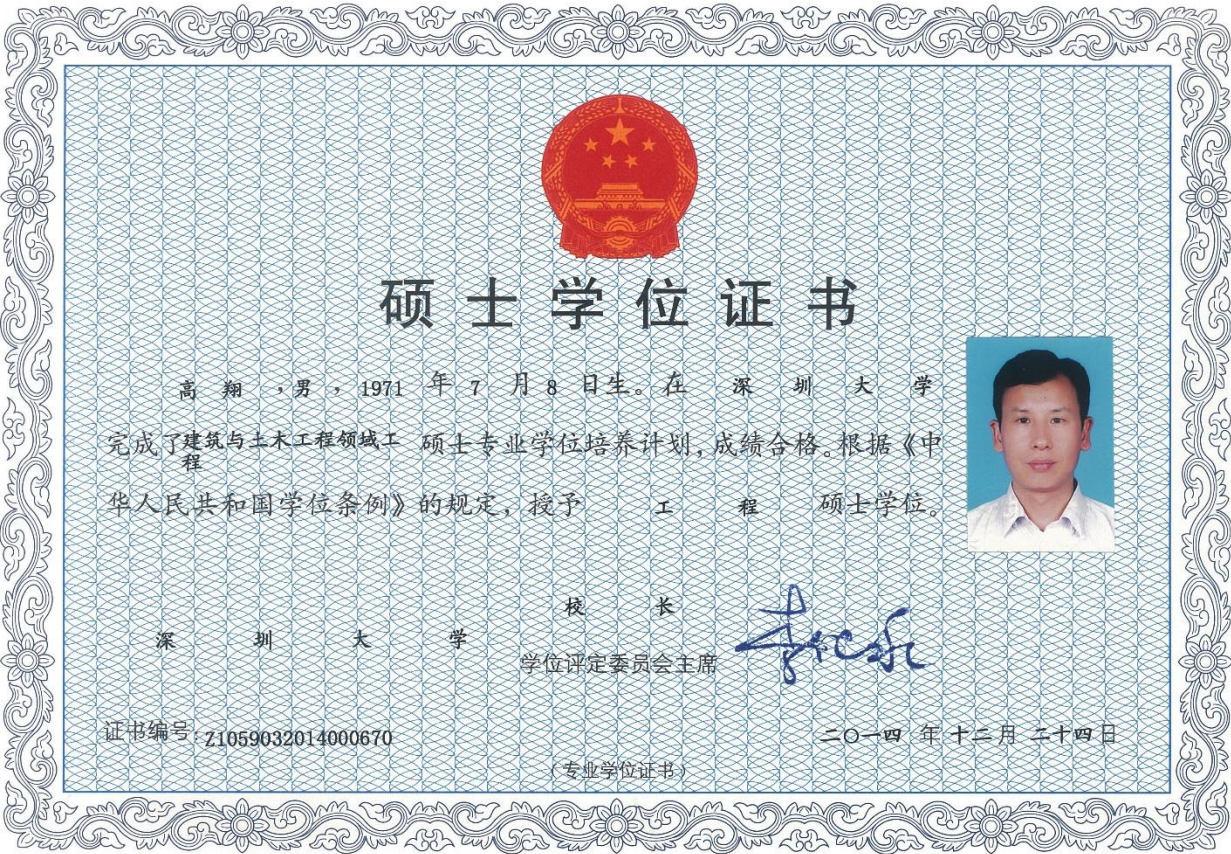 硕士学位证书
高翔，男，1971年7月8日生。在深圳大学
完成了建筑与土木工程领域工程硕士专业学位培养计划，成绩合格。根据《中
华人民共和国学位条例》的规定，授予工程硕士学位。
校长
深圳大学
学位评定委员会主席
证书编号：Z1059032014000670
二〇一四年十二月二十四日
（专业学位证书）